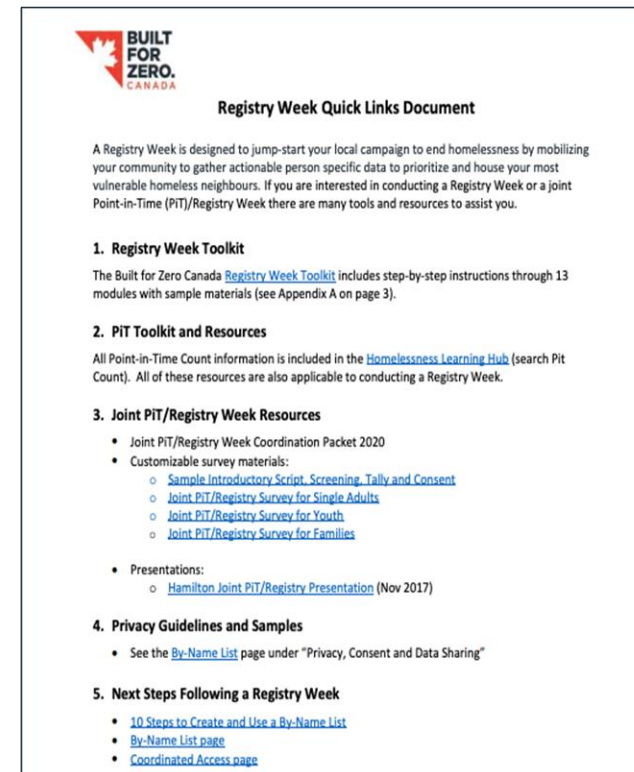 BUILT
FOR
ZERO.
CANADA
Registry Week Quick Links Document
A Registry Week is designed to jump-start your local campaign to end homelessness by mobilizing
your community to gather actionable person specific data to prioritize and house your most
vulnerable homeless neighbours. If you are interested in conducting a Registry Week or a joint
Point-in-Time (PiT)/Registry Week there are many tools and resources to assist you.
1. Registry Week Toolkit
The Built for Zero Canada Registry Week Toolkit includes step-by-step instructions through 13
modules with sample materials (see Appendix A on page 3).
2. PiT Toolkit and Resources
All Point-in-Time Count information is included in the Homelessness Learning Hub (search Pit
Count). All of these resources are also applicable to conducting a Registry Week.
3. Joint PiT/Registry Week Resources
• Joint PiT/Registry Week Coordination Packet 2020
• Customizable survey materials:
o Sample Introductory Script, Screening, Tally and Consent
o Joint PiT/Registry Survey for Single Adults
o Joint PiT/Registry Survey for Youth
o Joint PiT/Registry Survey for Families
• Presentations:
o Hamilton Joint PiT/Registry Presentation (Nov 2017)
4. Privacy Guidelines and Samples
• See the By-Name List page under "Privacy, Consent and Data Sharing"
5. Next Steps Following a Registry Week
• 10 Steps to Create and Use a By-Name List
• By-Name List page
• Coordinated Access page